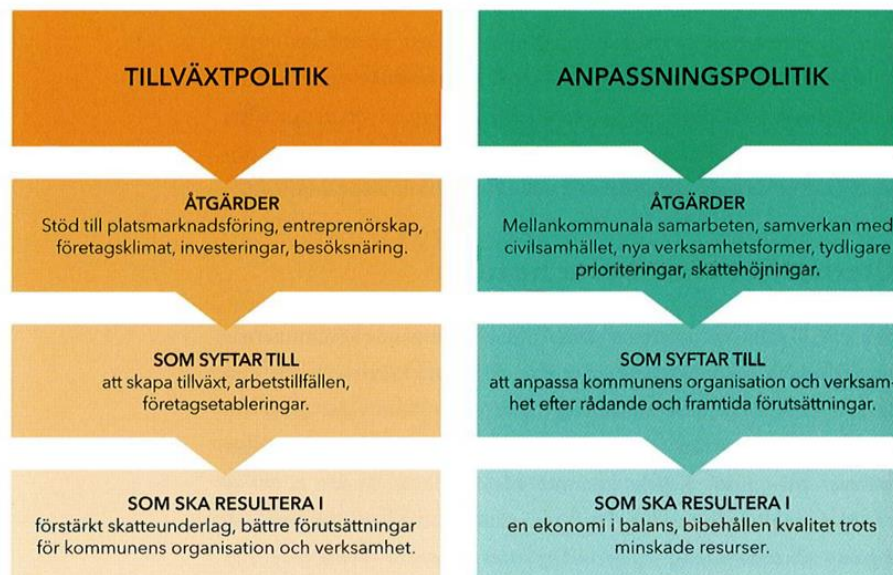 TILLVÄXTPOLITIK
ÅTGÄRDER
Stöd till platsmarknadsföring, entreprenörskap,
företagsklimat, investeringar, besöksnäring.
SOM SYFTAR TILL
att skapa tillväxt, arbetstillfällen,
företagsetableringar.
SOM SKA RESULTERA I
förstärkt skatteunderlag, bättre förutsättningar
för kommunens organisation och verksamhet.
ANPASSNINGSPOLITIK
ÅTGÄRDER
Mellankommunala samarbeten, samverkan med
civilsamhället, nya verksamhetsformer, tydligare
prioriteringar, skattehöjningar.
SOM SYFTAR TILL
att anpassa kommunens organisation och verksam-
het efter rådande och framtida förutsättningar.
SOM SKA RESULTERA I
en ekonomi i balans, bibehållen kvalitet trots
minskade resurser.